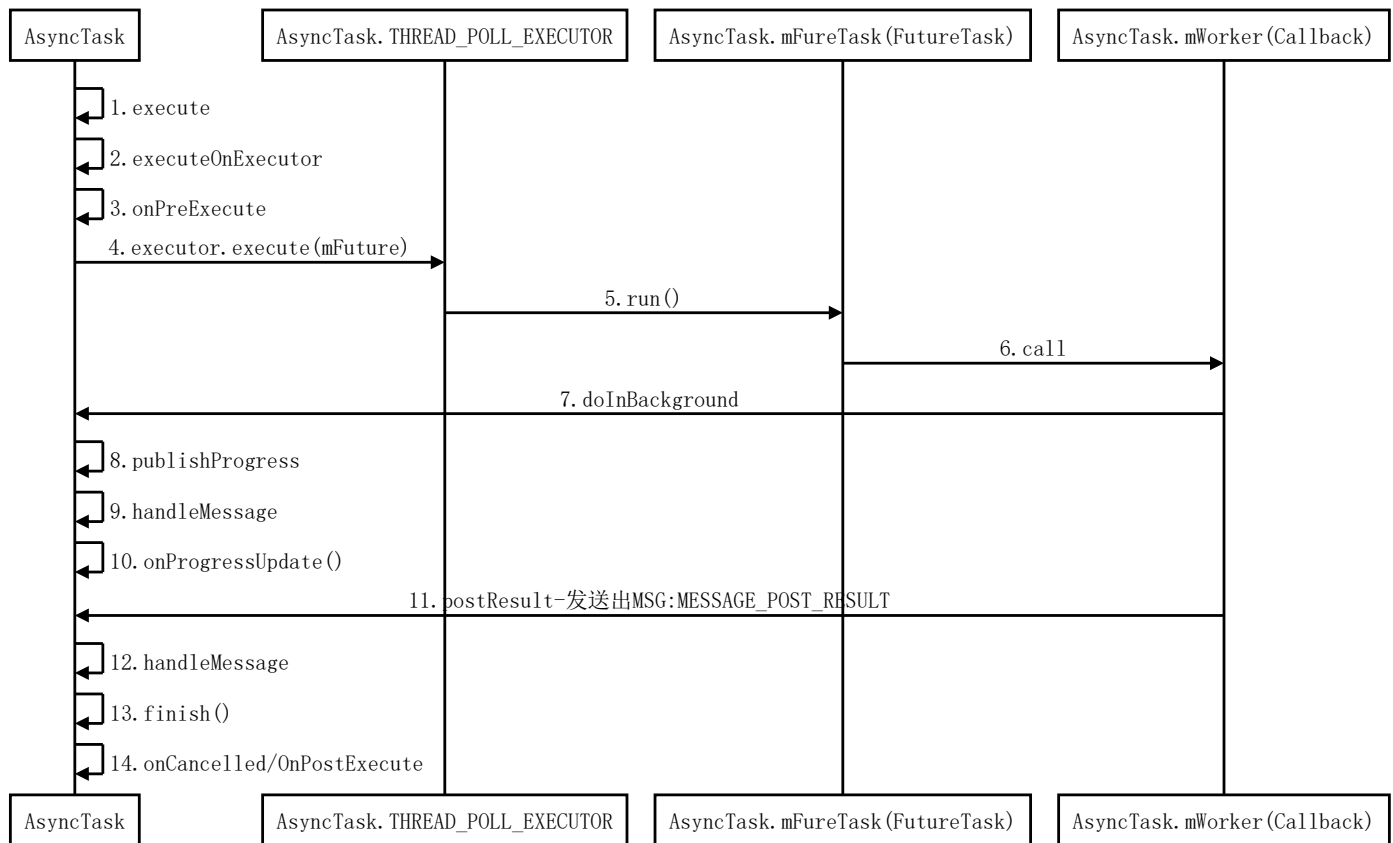 AsyncTask
AsyncTask.THREAD_POLL_EXECUTOR
AsyncTask.mFureTask(FutureTask)
AsyncTask.mWorker(Callback)
1.execute
2.executeOnExecutor
3.onPreExecute
4.executor.execute(mFuture)
5.run()
6.call
7.doInBackground
8.publishProgress
9.handleMessage
10.onProgressUpdate()
11.postResult-发送出MSG:MESSAGE_POST_RESULT
12.handleMessage
13.finish()
14.onCancelled/OnPostExecute
AsyncTask
AsyncTask.THREAD_POLL_EXECUTOR
AsyncTask.mFureTask(FutureTask)
AsyncTask.mWorker(Callback)